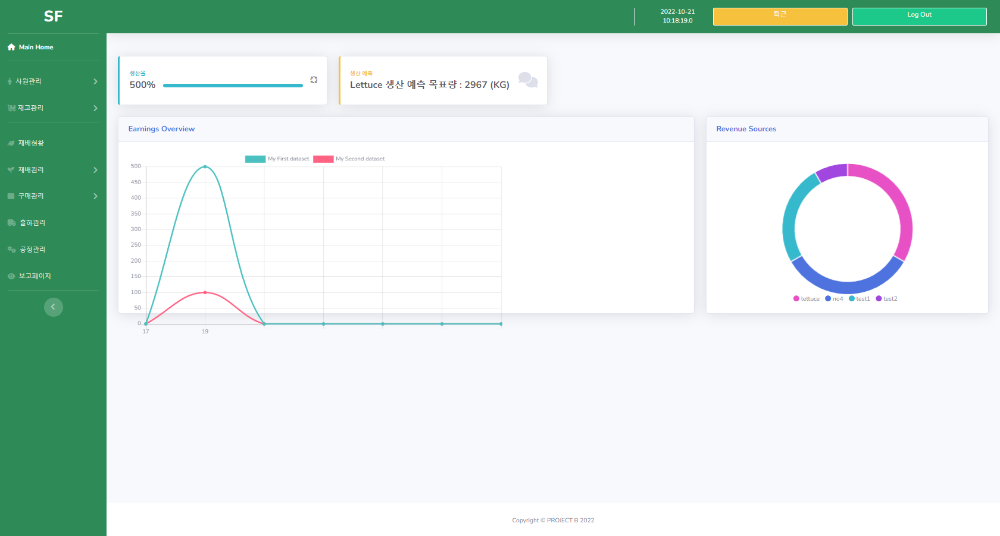 SF
2022-10-21
10:18:19.0
퇴근
Log Out
Main Home
사원관리
재고관리
재배현황
재배관리
구매관리
출하관리
공정관리
보고페이지
생산율
500%
생산 예측
Lettuce 생산 예측 목표량 : 2967 (KG)
Earnings Overview
My First dataset My Second dataset
500
450
400
350
300
250
200
150
100
50
0
17 19
Revenue Sources
lettuce no4 test1 test2
Copyright © PROJECT B 2022